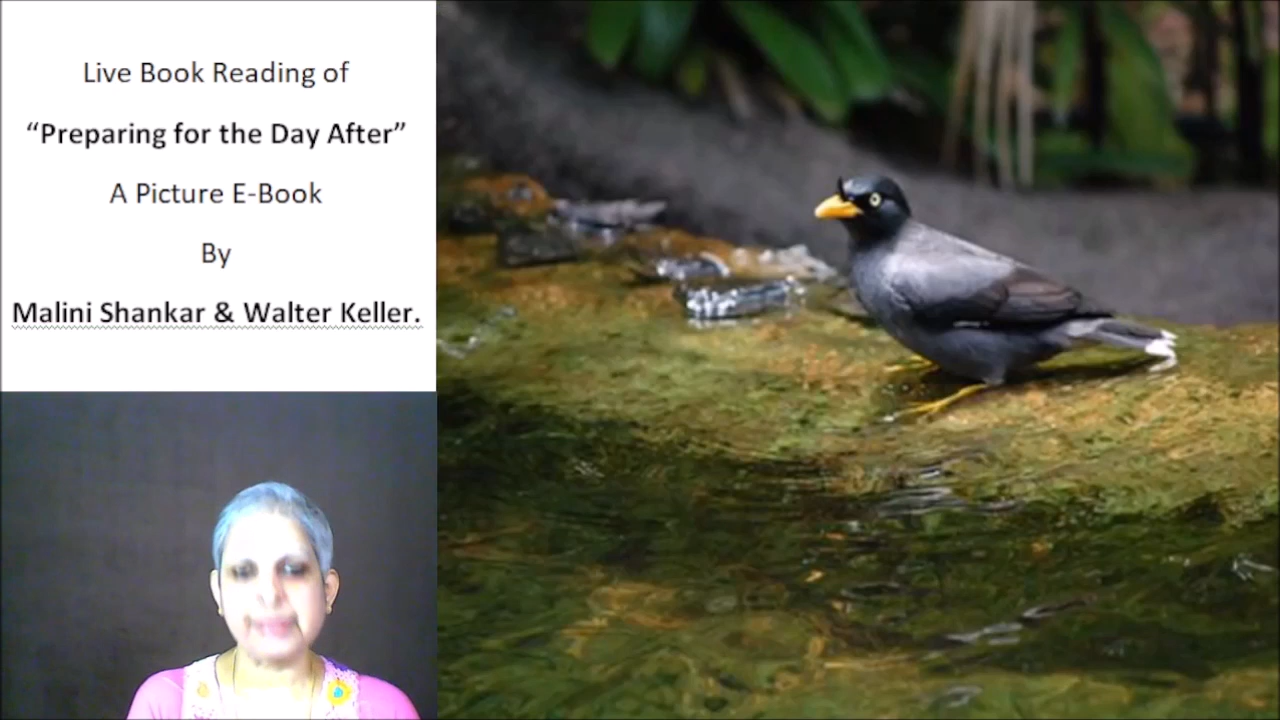 Live Book Reading of
“Preparing for the Day After”
A Picture E-Book
By
Malini Shankar & Walter Keller.